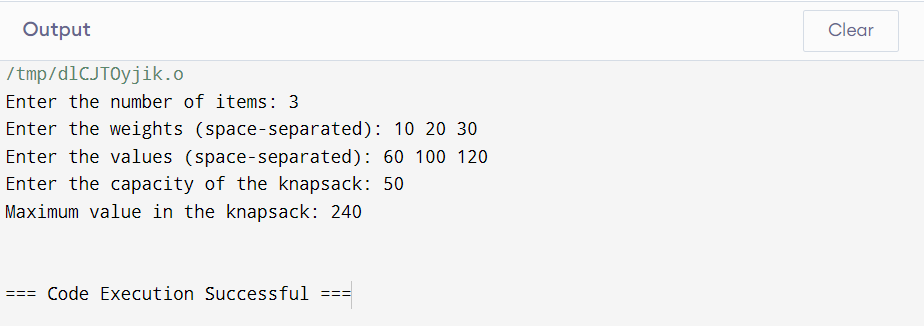 Output
Clear
/tmp/dlCJTOyjik.o
Enter the number of items: 3
Enter the weights (space-separated): 10 20 30
Enter the values (space-separated): 60 100 120
Enter the capacity of the knapsack: 50
Maximum value in the knapsack: 240
=== Code Execution Successful ===